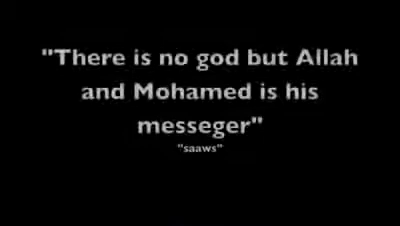 "There is no god but Allah
and Mohamed is his
messeger"
"saaws"